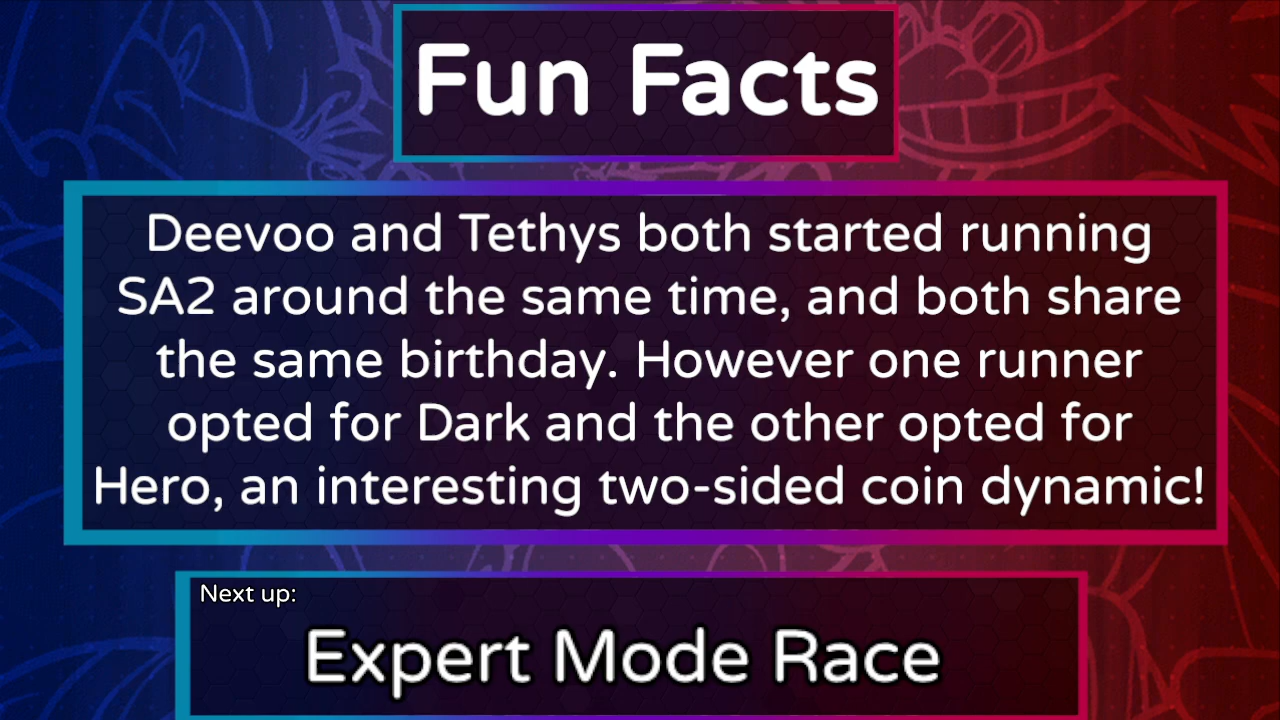 Fun Facts
Deevoo and Tethys both started running
SA2 around the same time, and both share
the same birthday. However one runner
opted for Dark and the other opted for
Hero, an interesting two-sided coin dynamic!
Next up:
Expert Mode Race